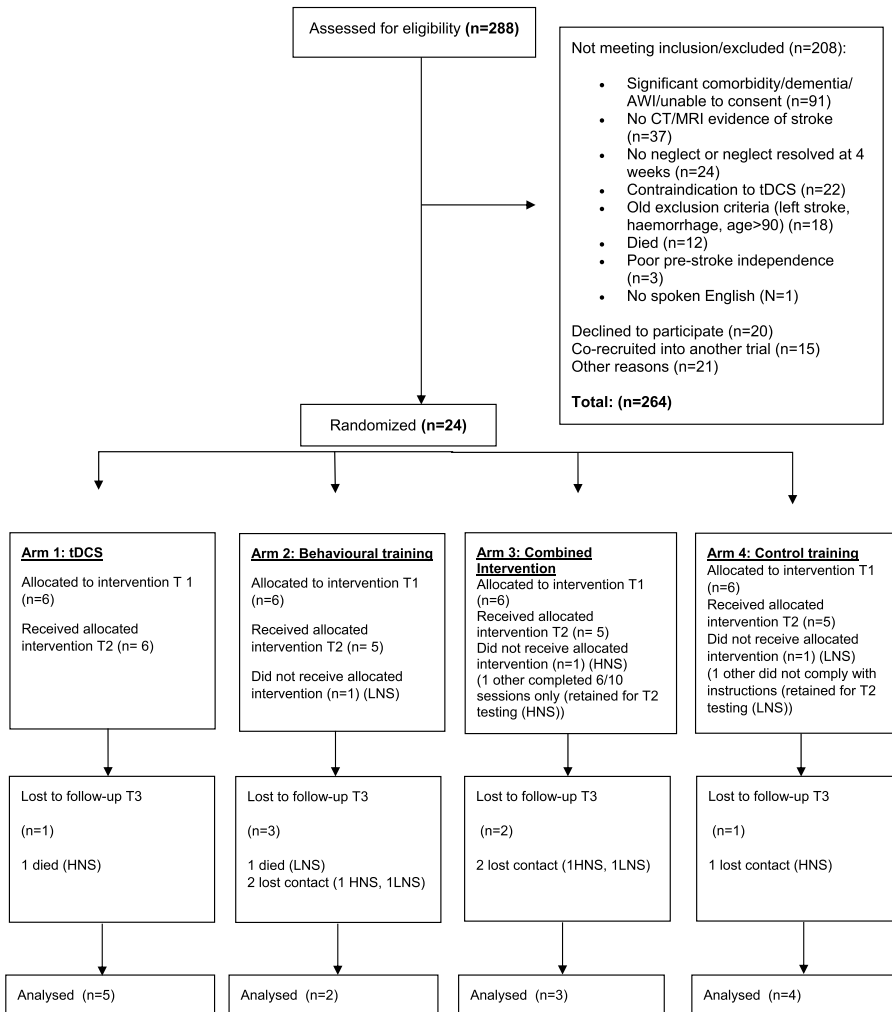 Assessed for eligibility (n=288)
Not meeting inclusion/excluded (n=208):
• Significant comorbidity/dementia/
AWI/unable to consent (n=91)
• No CT/MRI evidence of stroke
(n=37)
• No neglect or neglect resolved at 4
weeks (n=24)
• Contraindication to tDCS (n=22)
• Old exclusion criteria (left stroke,
haemorrhage, age>90) (n=18)
• Died (n=12)
• Poor pre-stroke independence
(n=3)
• No spoken English (N=1)
Declined to participate (n=20)
Co-recruited into another trial (n=15)
Other reasons (n=21)
Total: (n=264)
Randomized (n=24)
Arm 1: tDCS
Allocated to intervention T 1
(n=6)
Received allocated
intervention T2 (n= 6)
Arm 2: Behavioural training
Allocated to intervention T1
(n=6)
Received allocated
intervention T2 (n= 5)
Did not receive allocated
intervention (n=1) (LNS)
Arm 3: Combined
Intervention
Allocated to intervention T1
(n=6)
Received allocated
intervention T2 (n= 5)
Did not receive allocated
intervention (n=1) (HNS)
(1 other completed 6/10
sessions only (retained for T2
testing (HNS))
Arm 4: Control training
Allocated to intervention T1
(n=6)
Received allocated
intervention T2 (n=5)
Did not receive allocated
intervention (n=1) (LNS)
(1 other did not comply with
instructions (retained for T2
testing (LNS))
Lost to follow-up T3
(n=1)
1 died (HNS)
Lost to follow-up T3
(n=3)
1 died (LNS)
2 lost contact (1 HNS, 1LNS)
Lost to follow-up T3
(n=2)
2 lost contact (1HNS, 1LNS)
Lost to follow-up T3
(n=1)
1 lost contact (HNS)
Analysed (n=5)
Analysed (n=2)
Analysed (n=3)
Analysed (n=4)